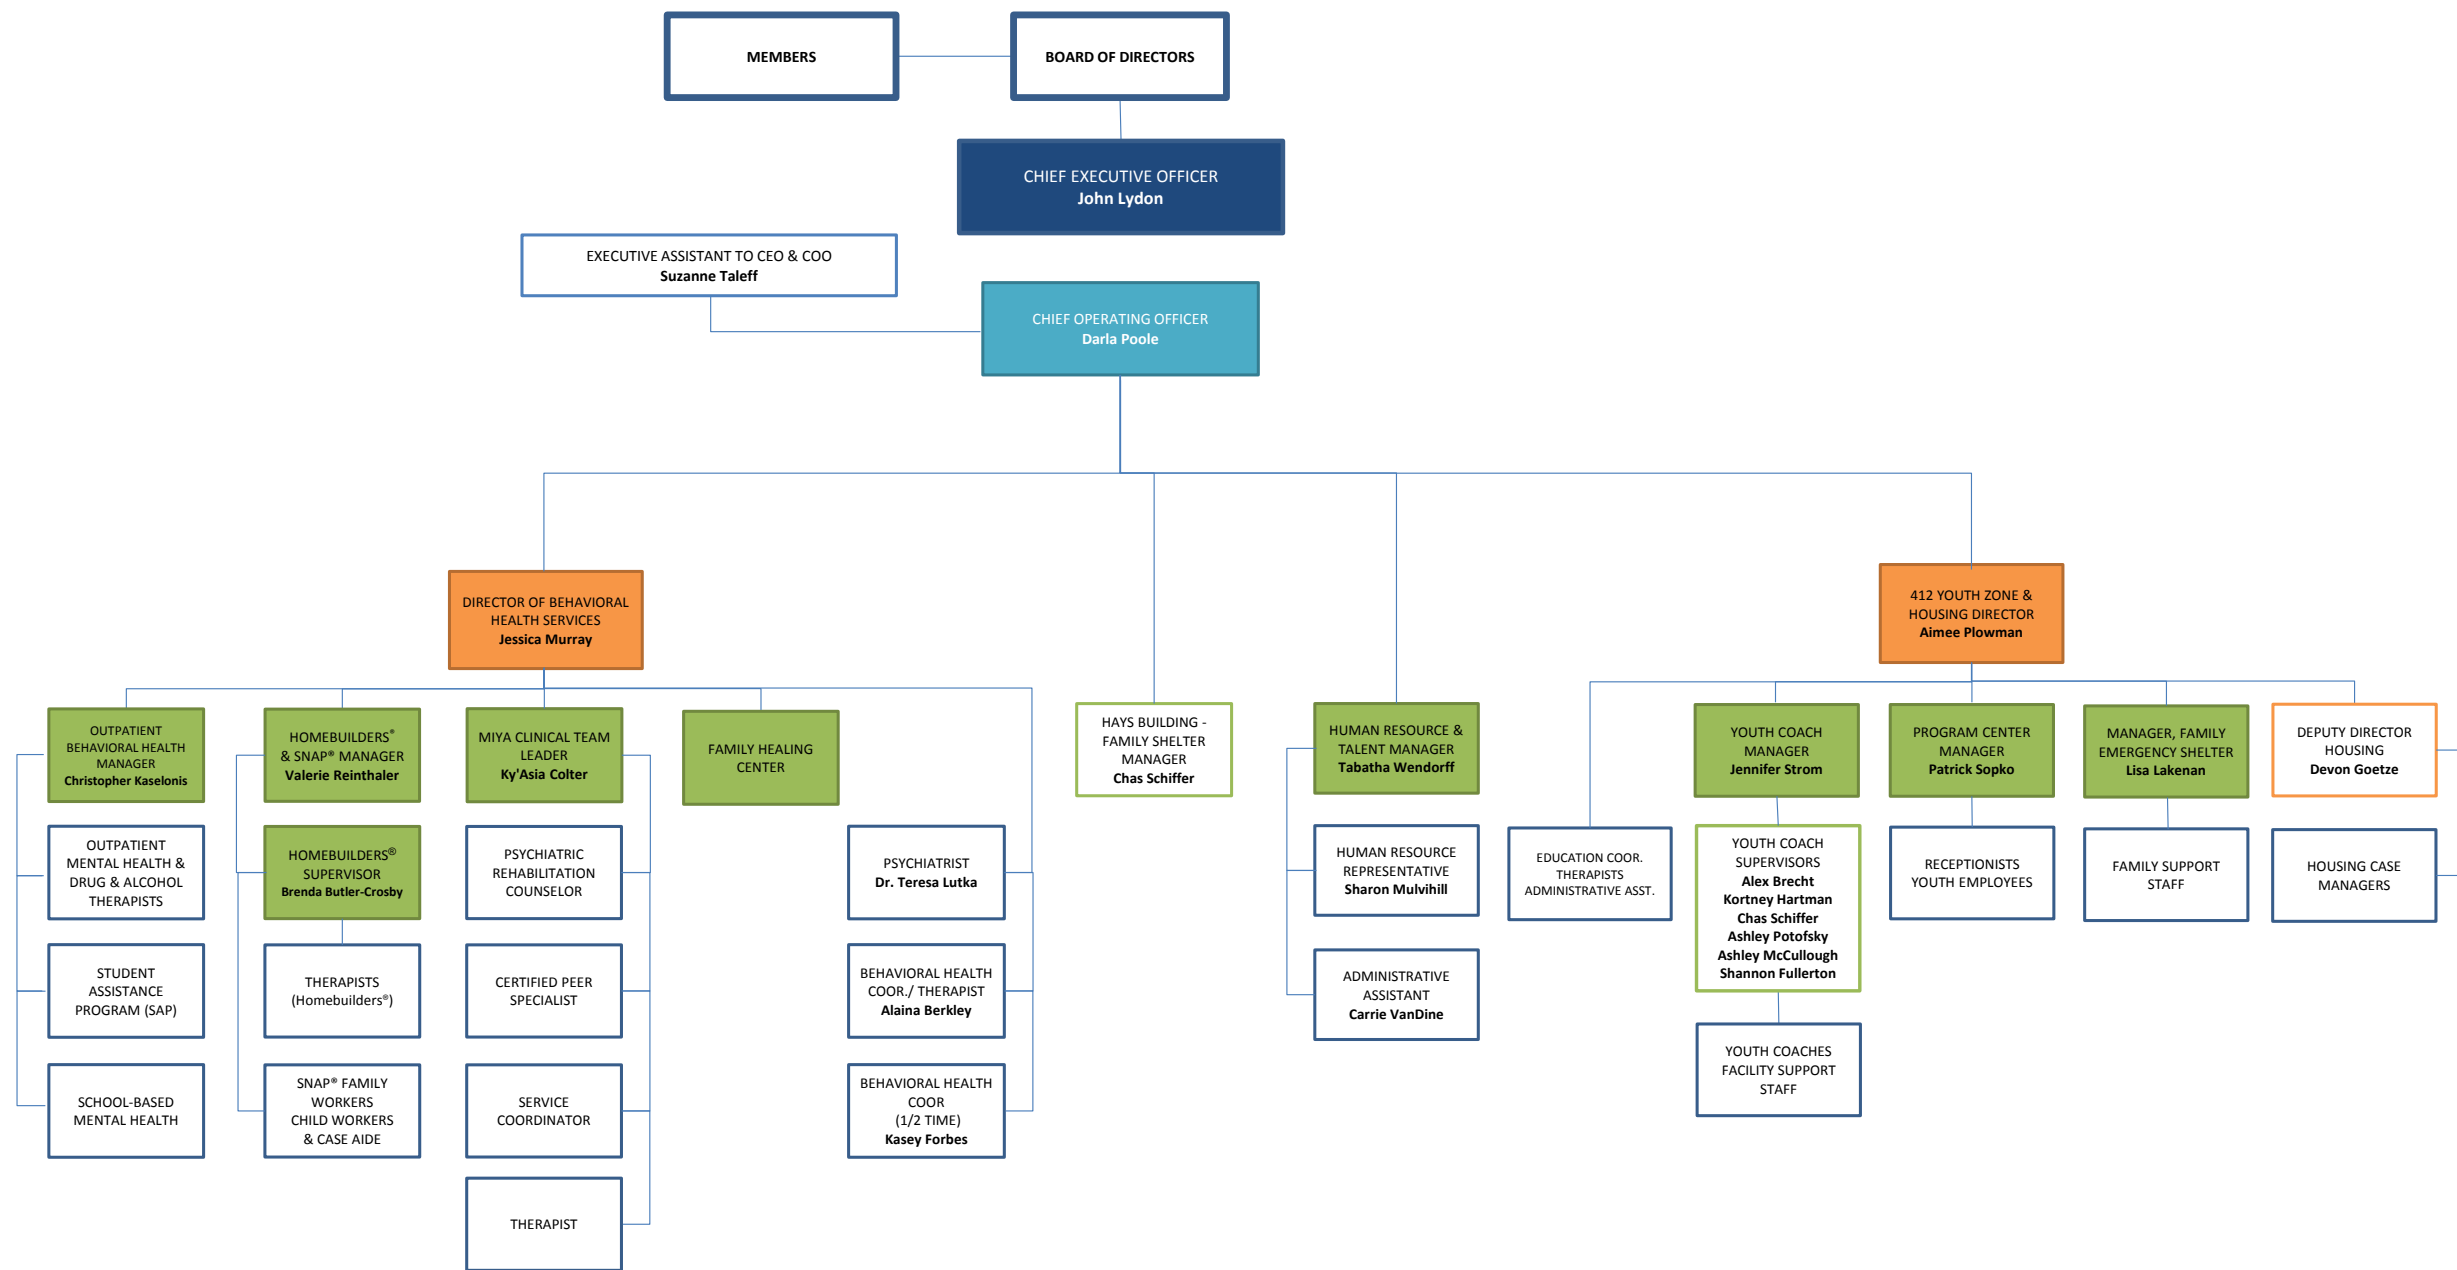 MEMBERS
BOARD OF DIRECTORS
CHIEF EXECUTIVE OFFICER
John Lydon
EXECUTIVE ASSISTANT TO CEO & COO
Suzanne Taleff
CHIEF OPERATING OFFICER
Darla Poole
DIRECTOR OF BEHAVIORAL
HEALTH SERVICES
Jessica Murray
412 YOUTH ZONE &
HOUSING DIRECTOR
Aimee Plowman
OUTPATIENT
BEHAVIORAL HEALTH
MANAGER
Christopher Kaselonis
HOMEBUILDERS®
& SNAP® MANAGER
Valerie Reinthaler
MIYA CLINICAL TEAM
LEADER
Ky'Asia Colter
FAMILY HEALING
CENTER
HAYS BUILDING -
FAMILY SHELTER
MANAGER
Chas Schiffer
HUMAN RESOURCE &
TALENT MANAGER
Tabatha Wendorff
YOUTH COACH
MANAGER
Jennifer Strom
PROGRAM CENTER
MANAGER
Patrick Sopko
MANAGER, FAMILY
EMERGENCY SHELTER
Lisa Lakenan
DEPUTY DIRECTOR
HOUSING
Devon Goetze
OUTPATIENT
MENTAL HEALTH &
DRUG & ALCOHOL
THERAPISTS
HOMEBUILDERS®
SUPERVISOR
Brenda Butler-Crosby
PSYCHIATRIC
REHABILITATION
COUNSELOR
PSYCHIATRIST
Dr. Teresa Lutka
HUMAN RESOURCE
REPRESENTATIVE
Sharon Mulvihill
EDUCATION COOR.
THERAPISTS
ADMINISTRATIVE ASST.
YOUTH COACH
SUPERVISORS
Alex Brecht
Kortney Hartman
Chas Schiffer
Ashley Potofsky
Ashley McCullough
Shannon Fullerton
RECEPTIONISTS
YOUTH EMPLOYEES
FAMILY SUPPORT
STAFF
HOUSING CASE
MANAGERS
STUDENT
ASSISTANCE
PROGRAM (SAP)
THERAPISTS
(Homebuilders®)
CERTIFIED PEER
SPECIALIST
BEHAVIORAL HEALTH
COOR./ THERAPIST
Alaina Berkley
ADMINISTRATIVE
ASSISTANT
Carrie VanDine
YOUTH COACHES
FACILITY SUPPORT
STAFF
SCHOOL-BASED
MENTAL HEALTH
SNAP® FAMILY
WORKERS
CHILD WORKERS
& CASE AIDE
SERVICE
COORDINATOR
BEHAVIORAL HEALTH
COOR
(1/2 TIME)
Kasey Forbes
THERAPIST